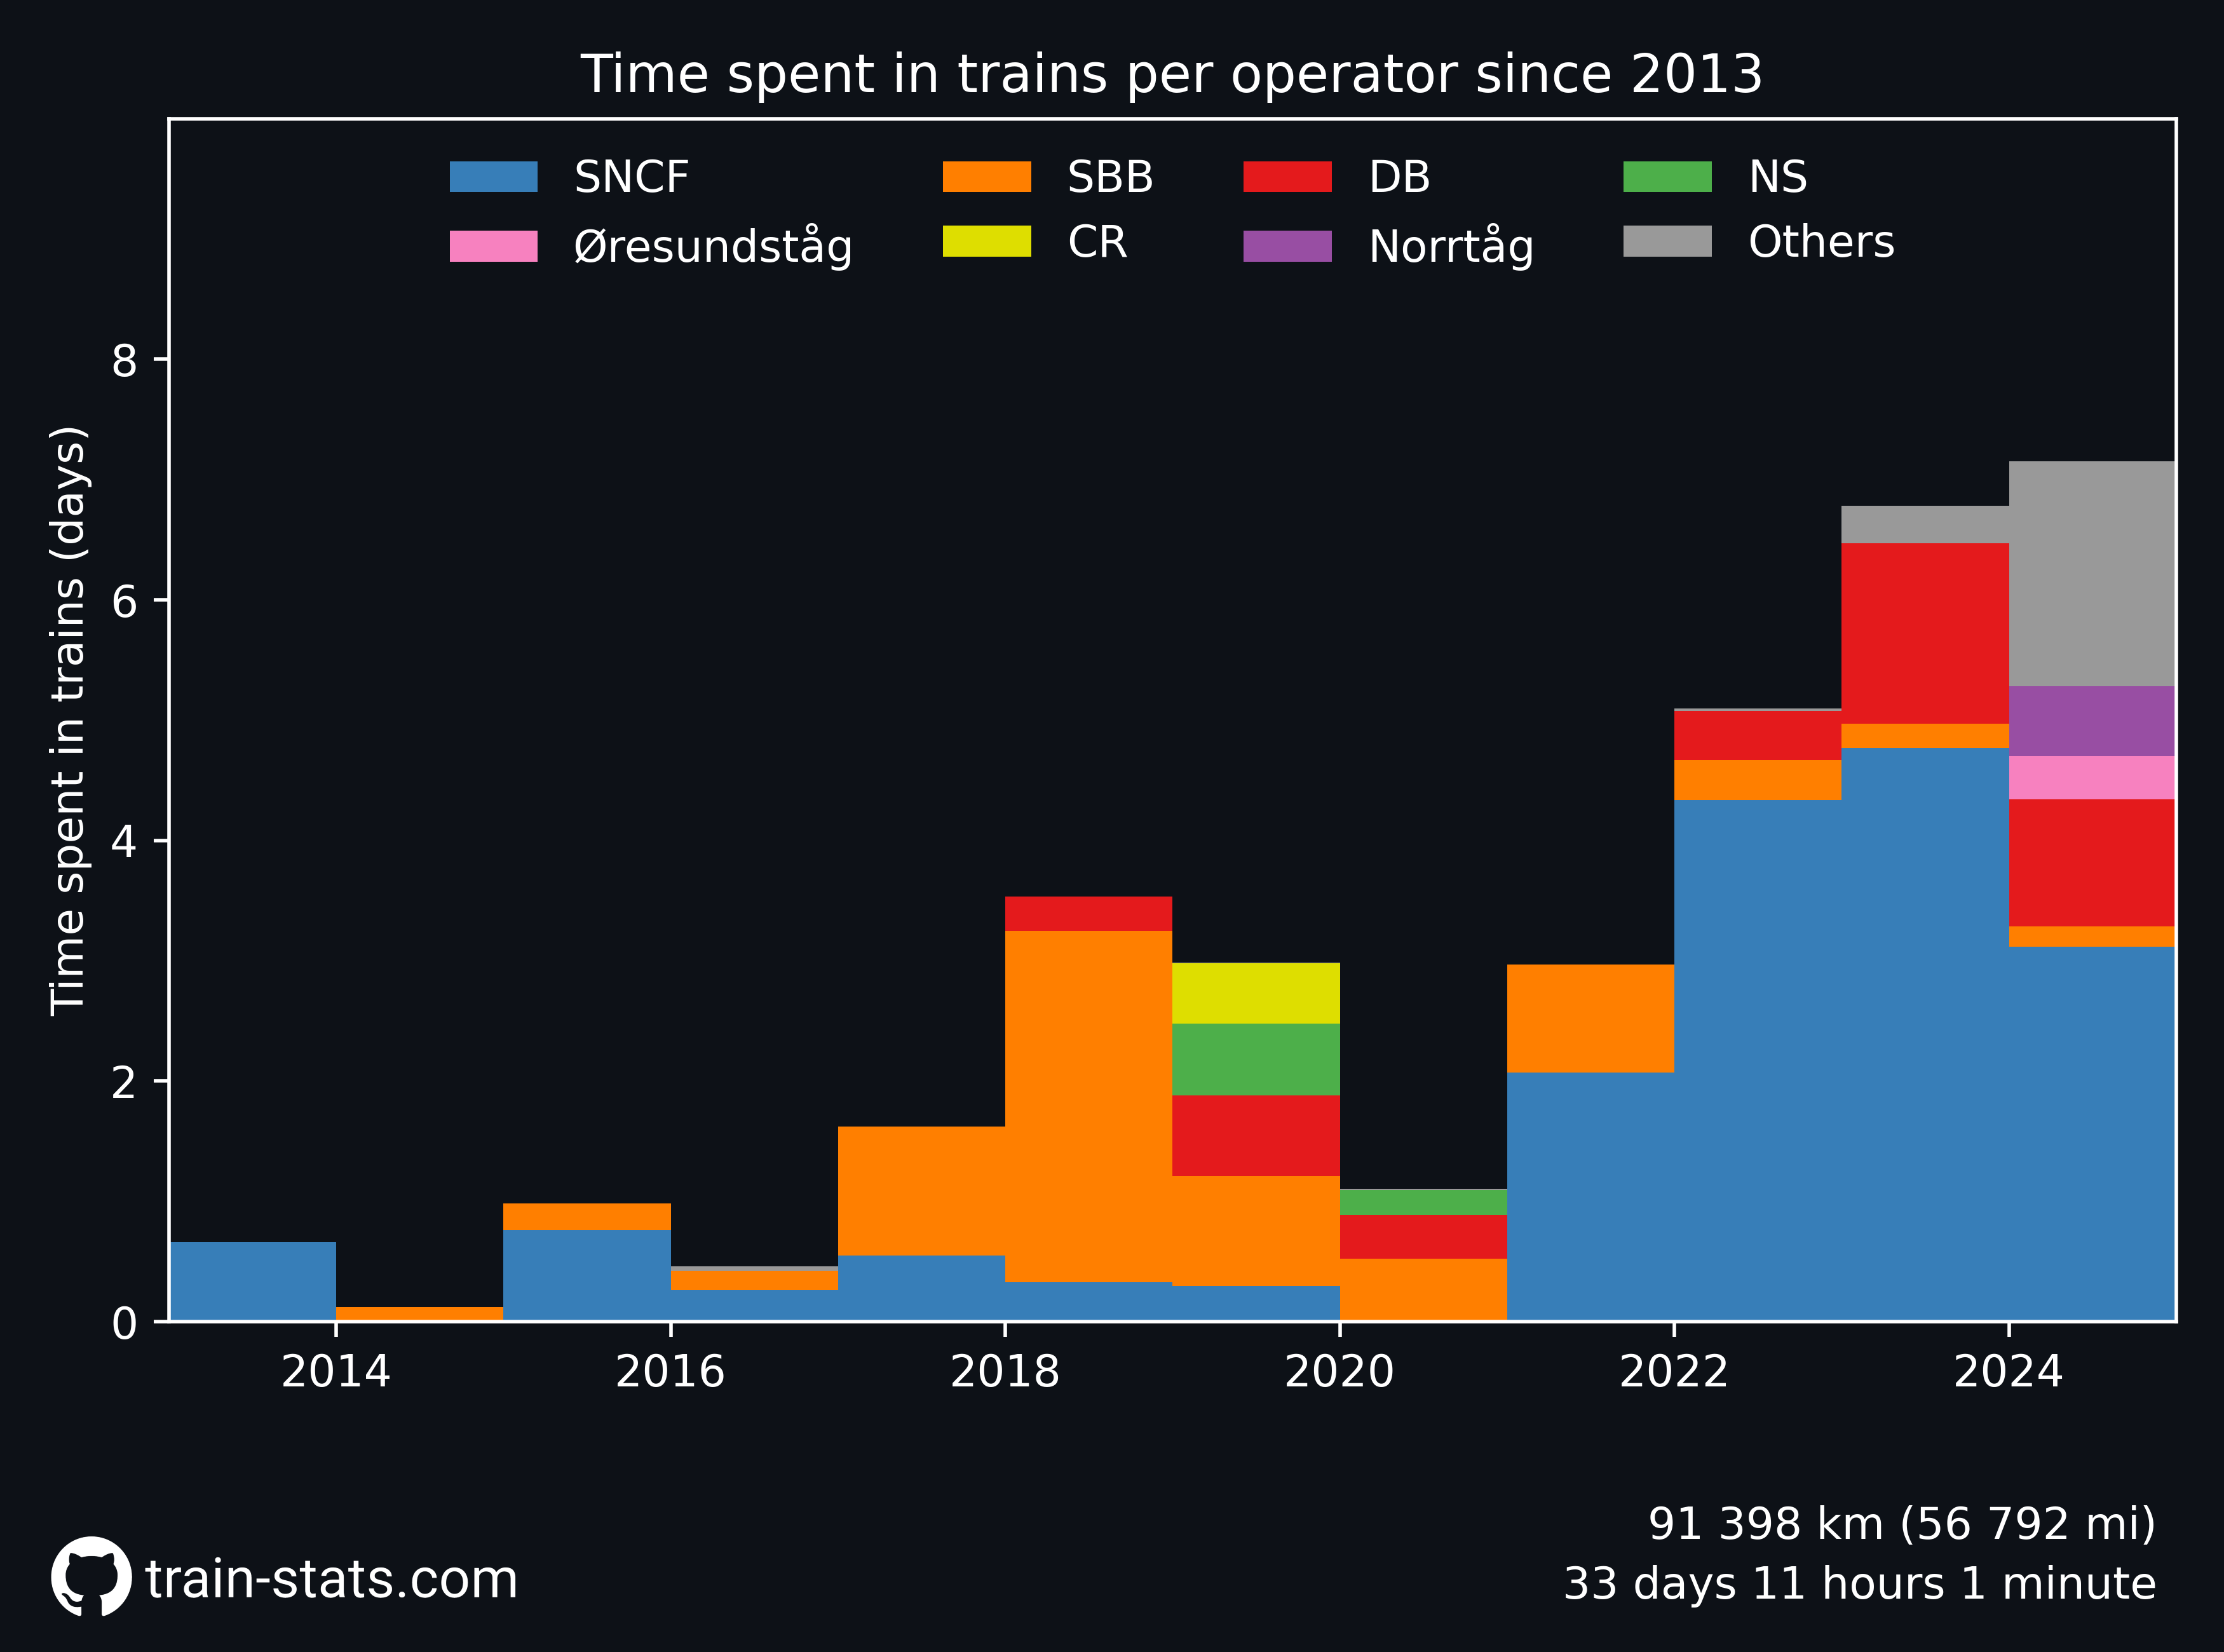 Time spent in trains per operator since 2013
SNCF SBB DB NS
Øresundståg CR Norrtåg Others
Time spent in trains (days)
8
6
4
2
0
2014 2016 2018 2020 2022 2024
91 398 km (56 792 mi)
33 days 11 hours 1 minute
train-stats.com